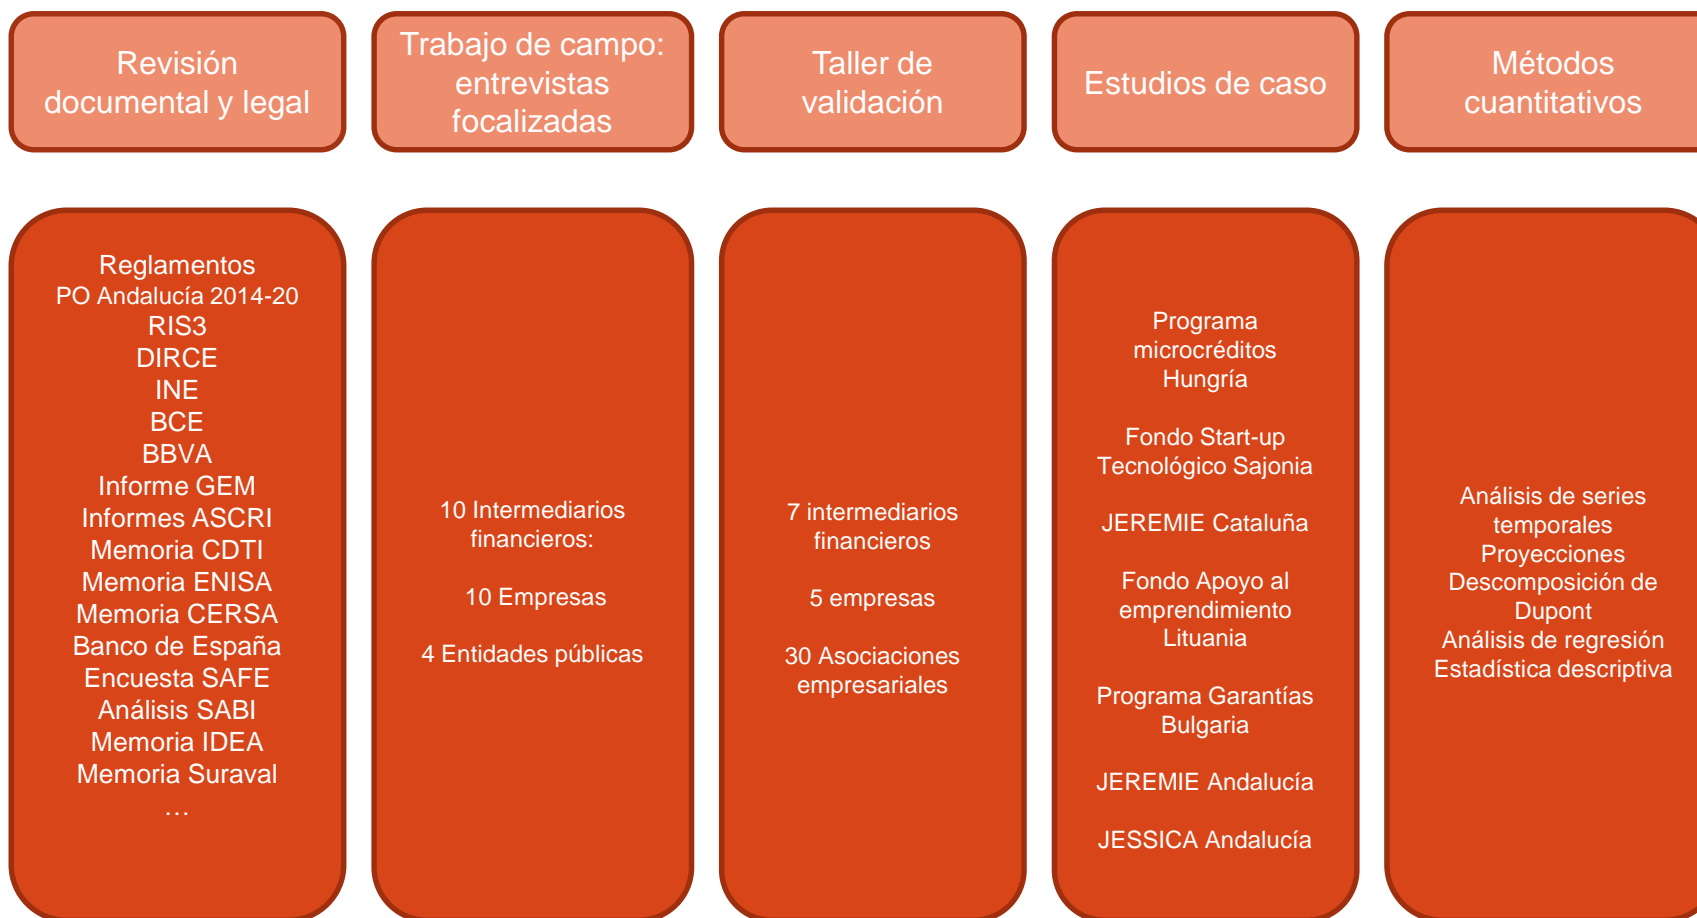 Revisión
documental y legal
Trabajo de campo:
entrevistas
focalizadas
Taller de
validación
Estudios de caso
Métodos
cuantitativos
Reglamentos
PO Andalucía 2014-20
RIS3
DIRCE
INE
BCE
BBVA
Informe GEM
Informes ASCRI
Memoria CDTI
Memoria ENISA
Memoria CERSA
Banco de España
Encuesta SAFE
Análisis SABI
Memoria IDEA
Memoria Suraval
…
10 Intermediarios
financieros:
10 Empresas
4 Entidades públicas
7 intermediarios
financieros
5 empresas
30 Asociaciones
empresariales
Programa
microcréditos
Hungría
Fondo Start-up
Tecnológico Sajonia
JEREMIE Cataluña
Fondo Apoyo al
emprendimiento
Lituania
Programa Garantías
Bulgaria
JEREMIE Andalucía
JESSICA Andalucía
Análisis de series
temporales
Proyecciones
Descomposición de
Dupont
Análisis de regresión
Estadística descriptiva